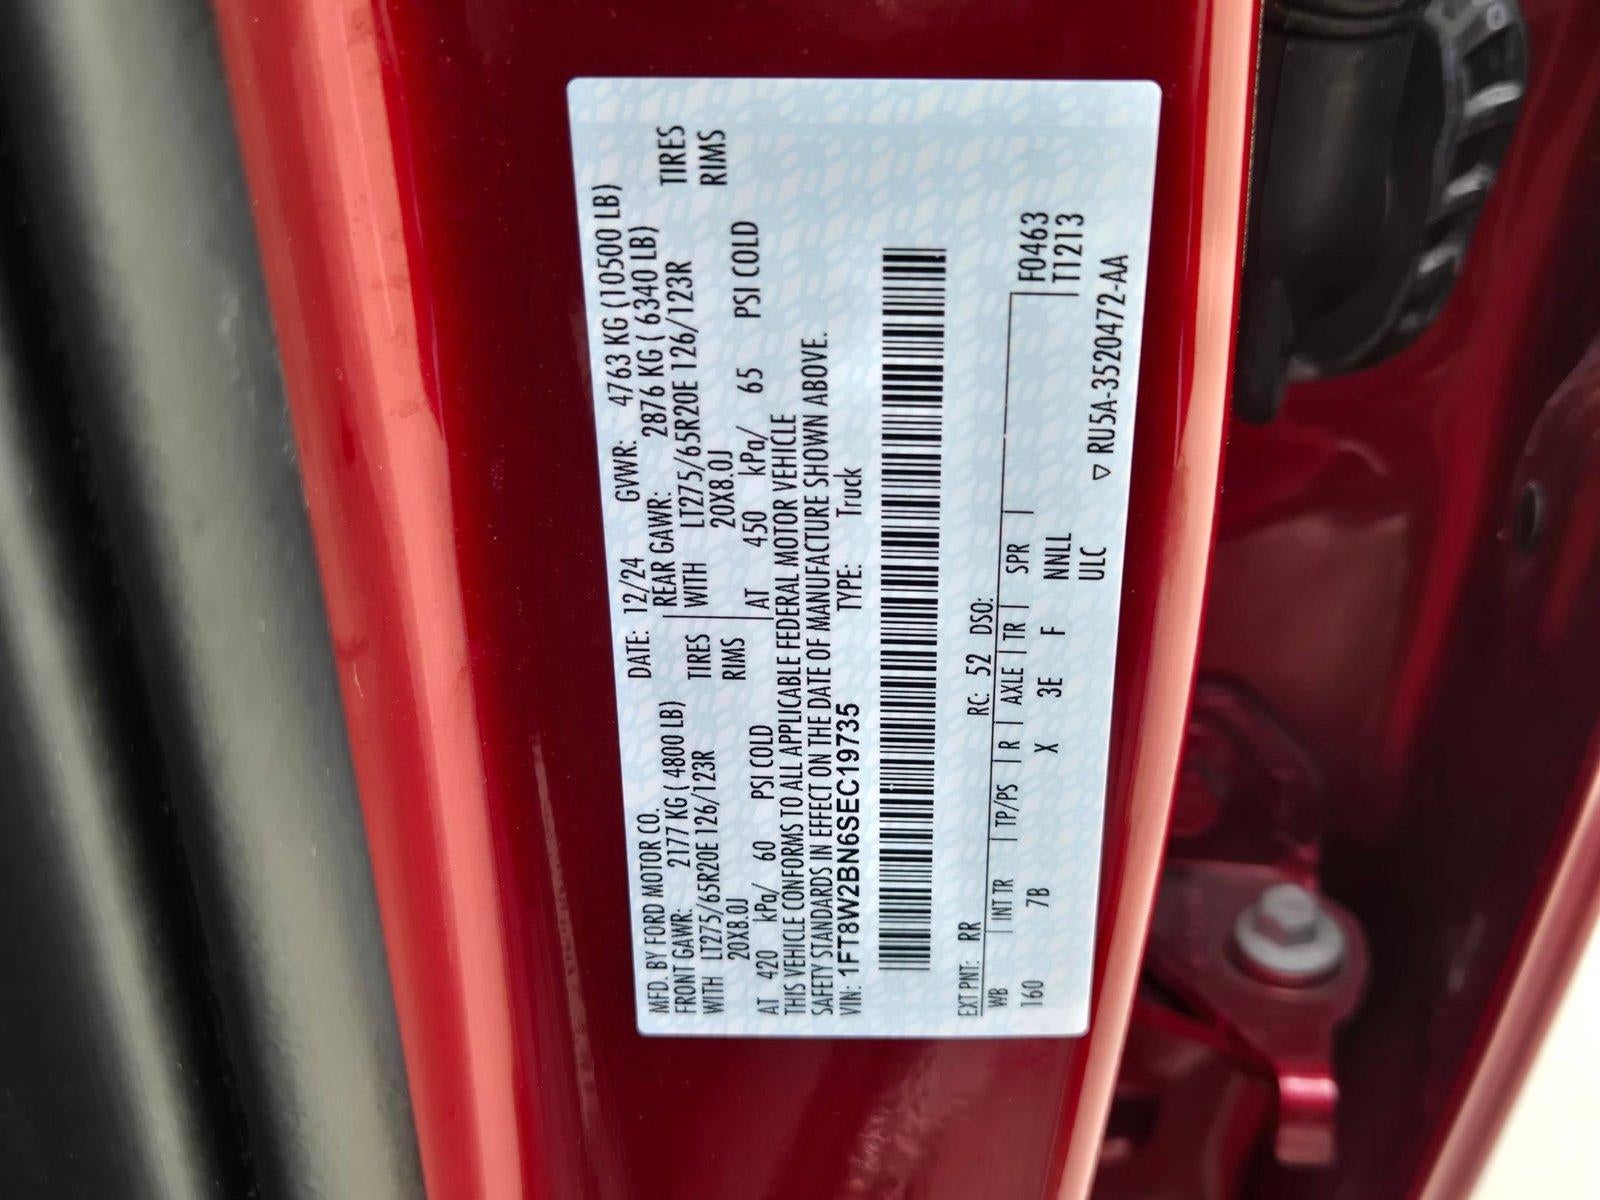 MFD. BY FORD MOTOR CO. DATE: 12/24 GVWR: 4763 KG (10500 LB)
FRONT GAWR: 2177 KG ( 4800 LB) REAR GAWR: 2876 KG ( 6340 LB)
WITH LT275/65R20E 126/123R TIRES WITH LT275/65R20E 126/123R TIRES
20X8.0J RIMS 20X8.0J RIMS
AT 420 kPa/ 60 PSI COLD AT 450 kPa/ 65 PSI COLD
THIS VEHICLE CONFORMS TO ALL APPLICABLE FEDERAL MOTOR VEHICLE
SAFETY STANDARDS IN EFFECT ON THE DATE OF MANUFACTURE SHOWN ABOVE.
VIN: 1FT8W2BN6SEC19735 TYPE: Truck
EXT PNT: RR RC: 52 DSO:
WB | INT TR | TP/PS | R | AXLE | TR | SPR | F0463
160 7B X 3E F NNLL T1213
ULC
▽ RU5A-3520472-AA